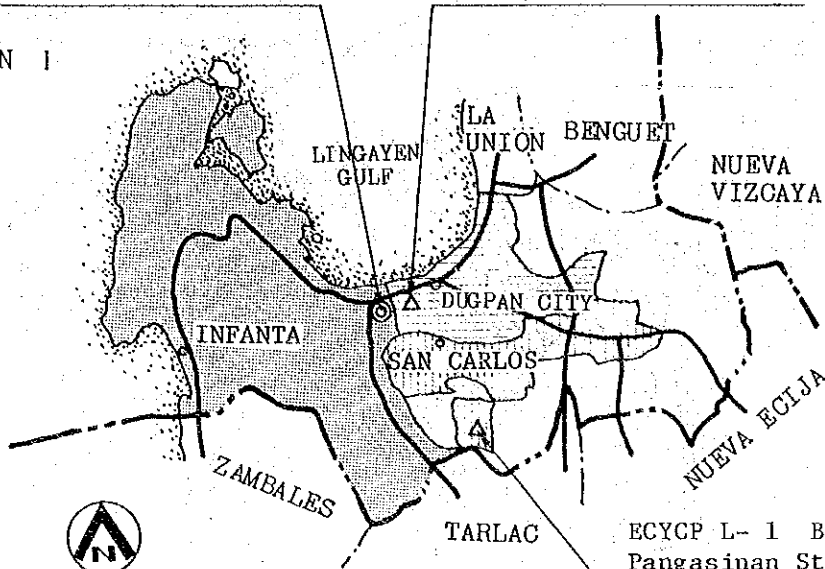 N I
LA
UNION
BENGUET
LINGAYEN
GULF
NUEVA
VIZCAYA
DUGPAN CITY
INFANTA
SAN CARLOS
NUEVA ECIJA
ZAMBALES
TARLAC
N
ECYCP L- 1 B
Pangasinan St